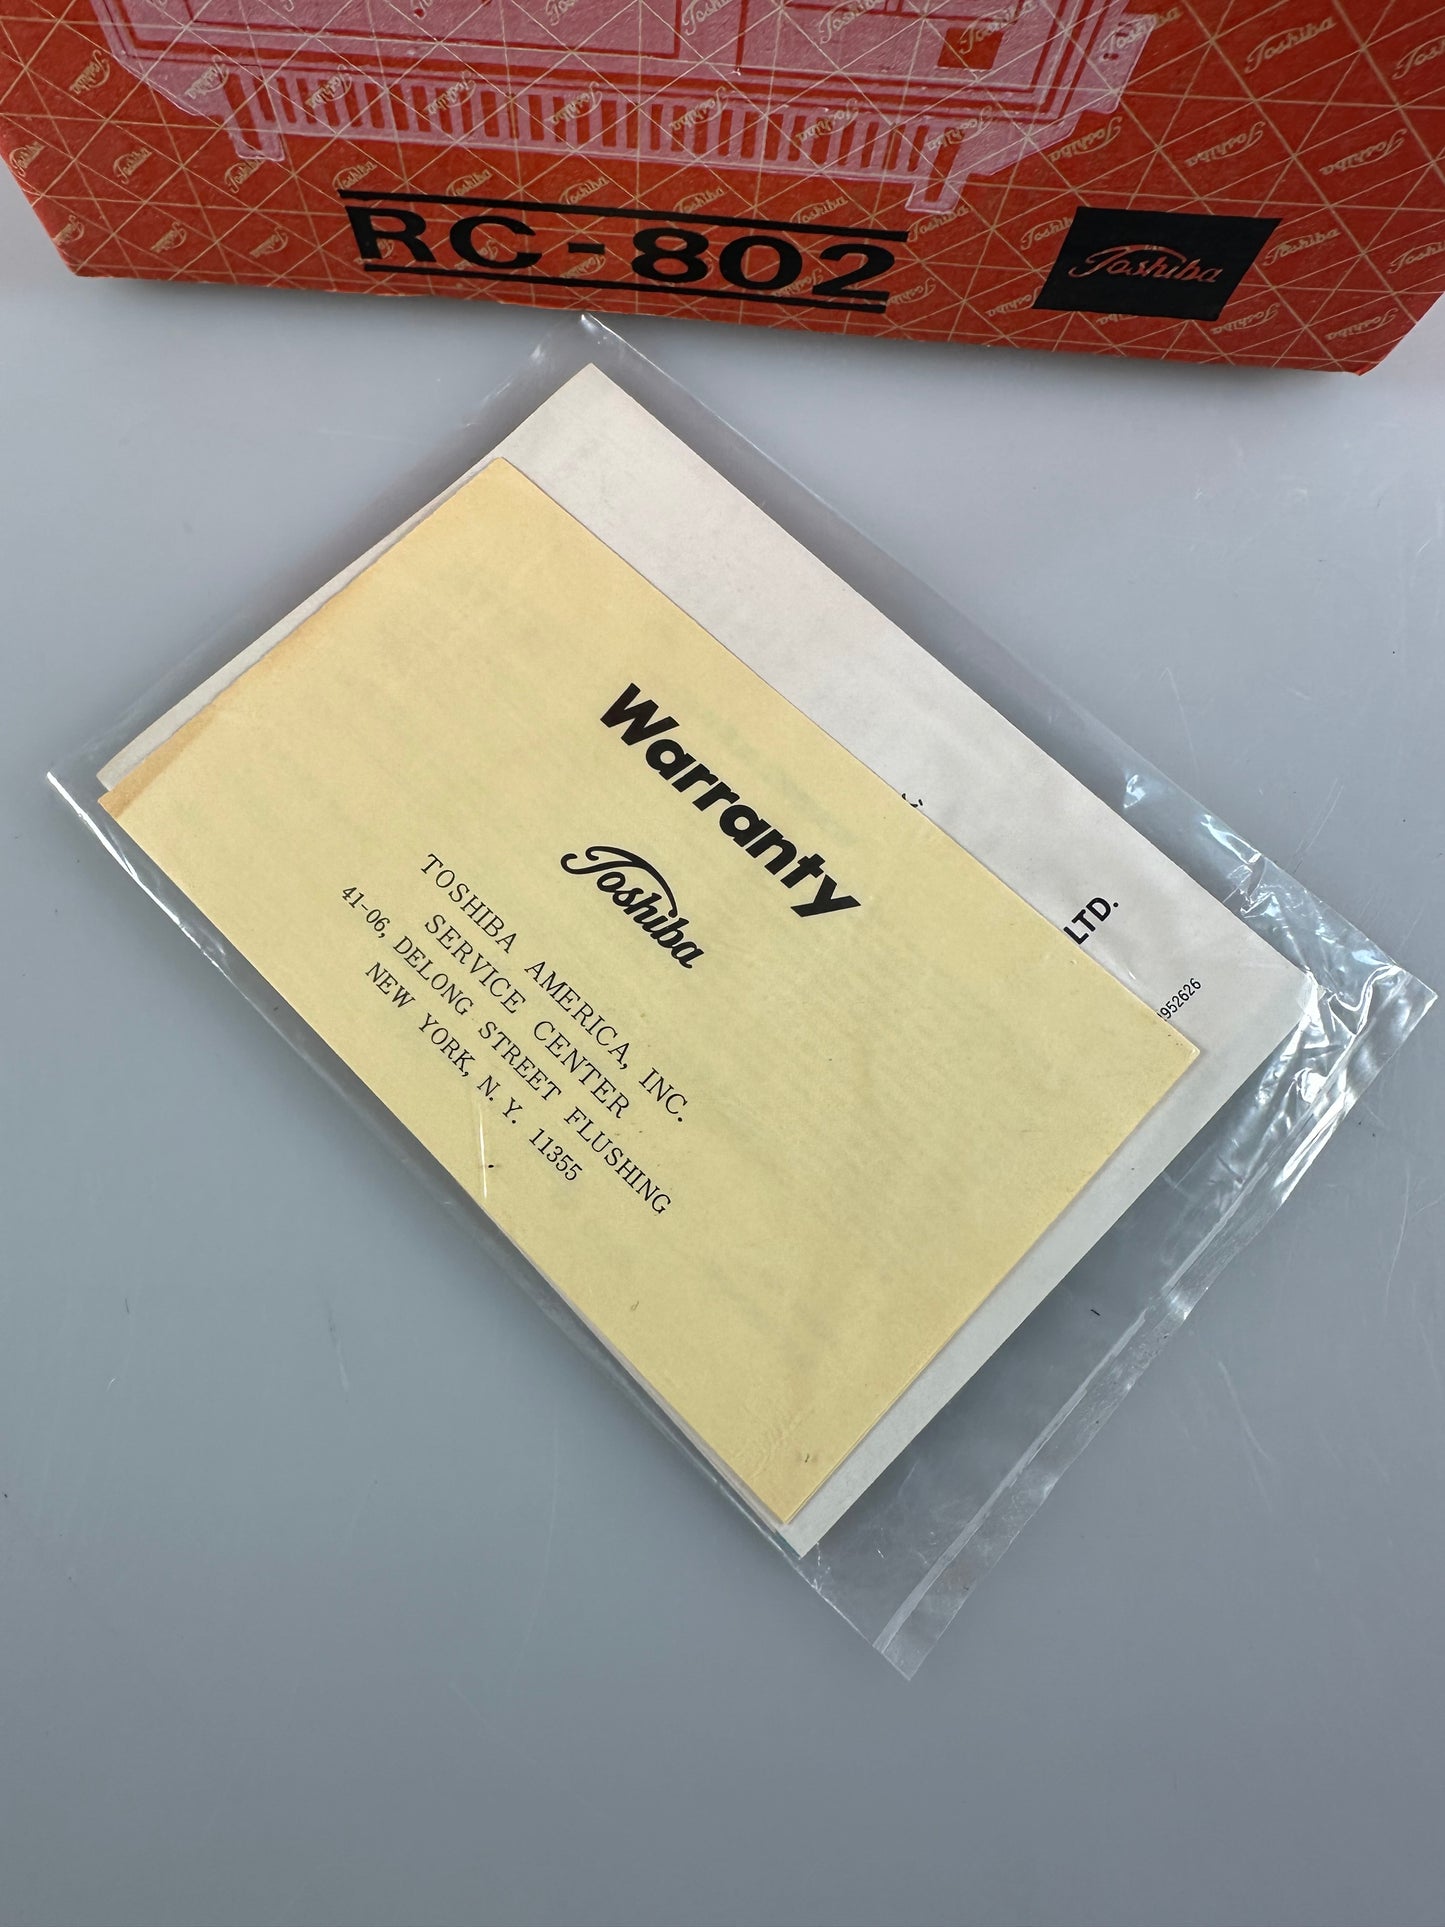 RC-802
Toshiba
Warranty
Toshiba
TOSHIBA AMERICA, INC.
SERVICE CENTER
41-06, DELONG STREET FLUSHING
NEW YORK, N. Y. 11355
LTD.
952626